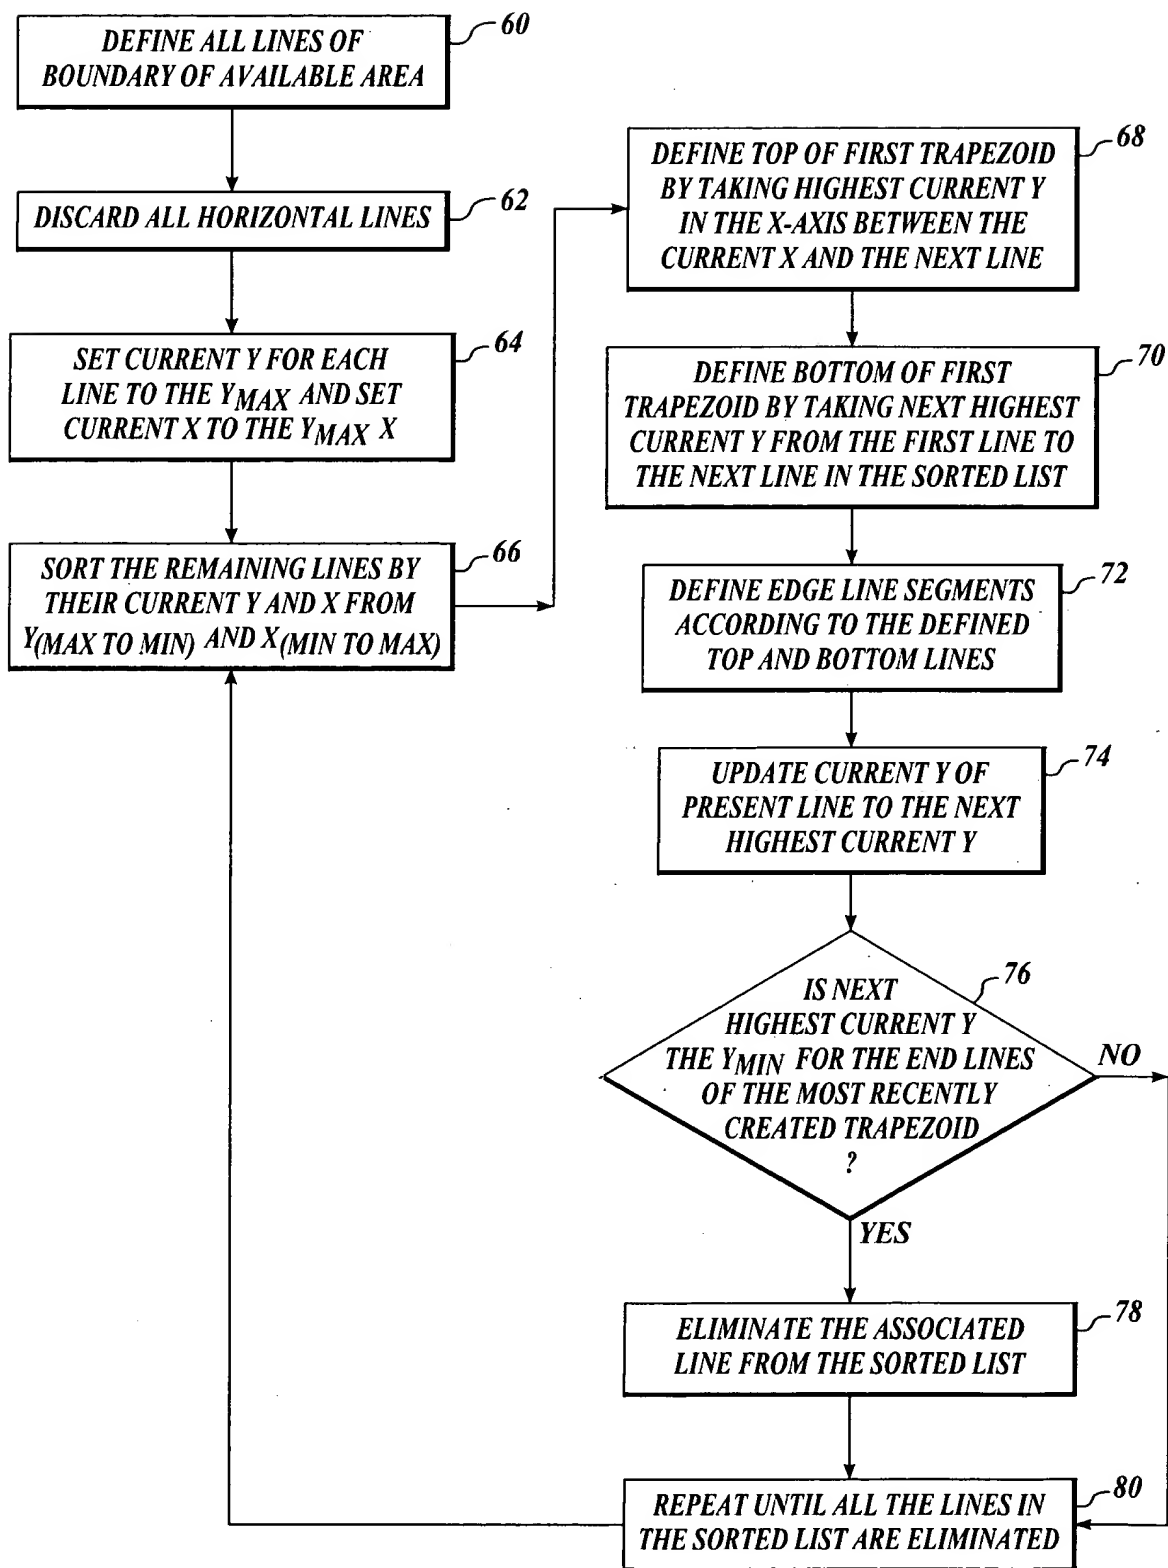 DEFINE ALL LINES OF
BOUNDARY OF AVAILABLE AREA
60
DISCARD ALL HORIZONTAL LINES
62
SET CURRENT Y FOR EACH
LINE TO THE YMAX AND SET
CURRENT X TO THE YMAX X
64
SORT THE REMAINING LINES BY
THEIR CURRENT Y AND X FROM
Y(MAX TO MIN) AND X(MIN TO MAX)
66
DEFINE TOP OF FIRST TRAPEZOID
BY TAKING HIGHEST CURRENT Y
IN THE X-AXIS BETWEEN THE
CURRENT X AND THE NEXT LINE
68
DEFINE BOTTOM OF FIRST
TRAPEZOID BY TAKING NEXT HIGHEST
CURRENT Y FROM THE FIRST LINE TO
THE NEXT LINE IN THE SORTED LIST
70
DEFINE EDGE LINE SEGMENTS
ACCORDING TO THE DEFINED
TOP AND BOTTOM LINES
72
UPDATE CURRENT Y OF
PRESENT LINE TO THE NEXT
HIGHEST CURRENT Y
74
IS NEXT
HIGHEST CURRENT Y
THE YMIN FOR THE END LINES
OF THE MOST RECENTLY
CREATED TRAPEZOID
?
76
NO
YES
ELIMINATE THE ASSOCIATED
LINE FROM THE SORTED LIST
78
REPEAT UNTIL ALL THE LINES IN
THE SORTED LIST ARE ELIMINATED
80